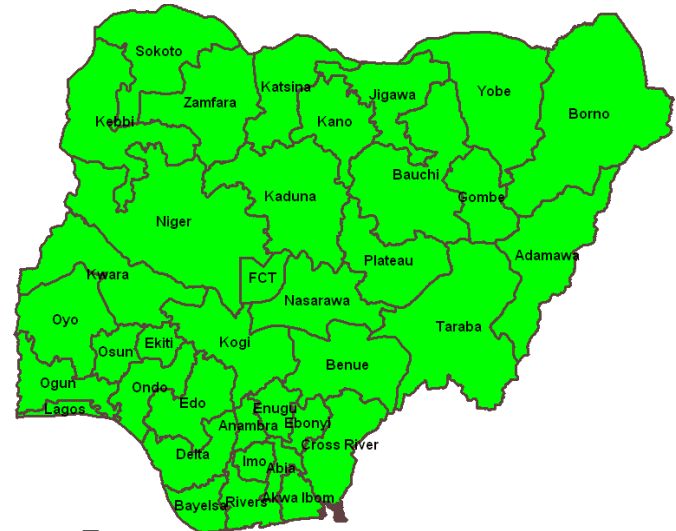 Sokoto
Katsina
Jigawa
Yobe
Zamfara
Borno
Kebbi
Kano
Bauchi
Kaduna
Gombe
Niger
Adamawa
Plateau
Kwara
FCT
Nasarawa
Oyo
Taraba
Ekiti
Kogi
Osun
Benue
Ogun
Ondo
Edo
Lagos
Enugu
Ebonyi
Anambra
Cross River
Delta
Imo
Abia
Bayelsa
Rivers
Akwa Ibom